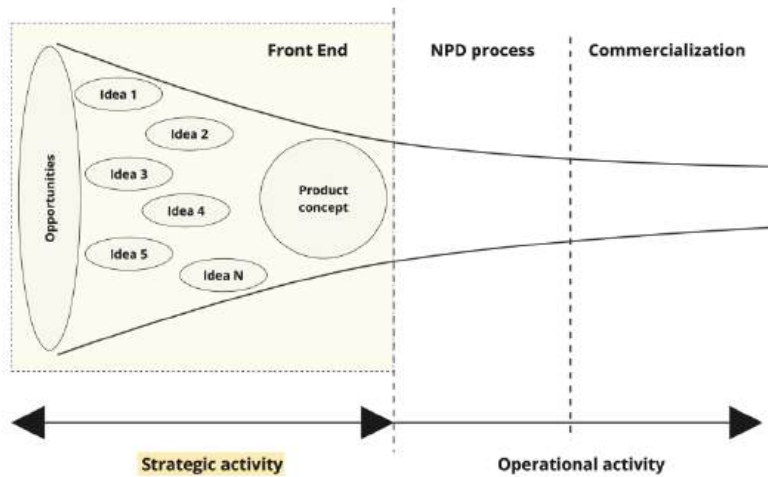 Front End
NPD process
Commercialization
Opportunities
Idea 1
Idea 2
Idea 3
Idea 4
Idea 5
Idea N
Product
concept
Strategic activity
Operational activity